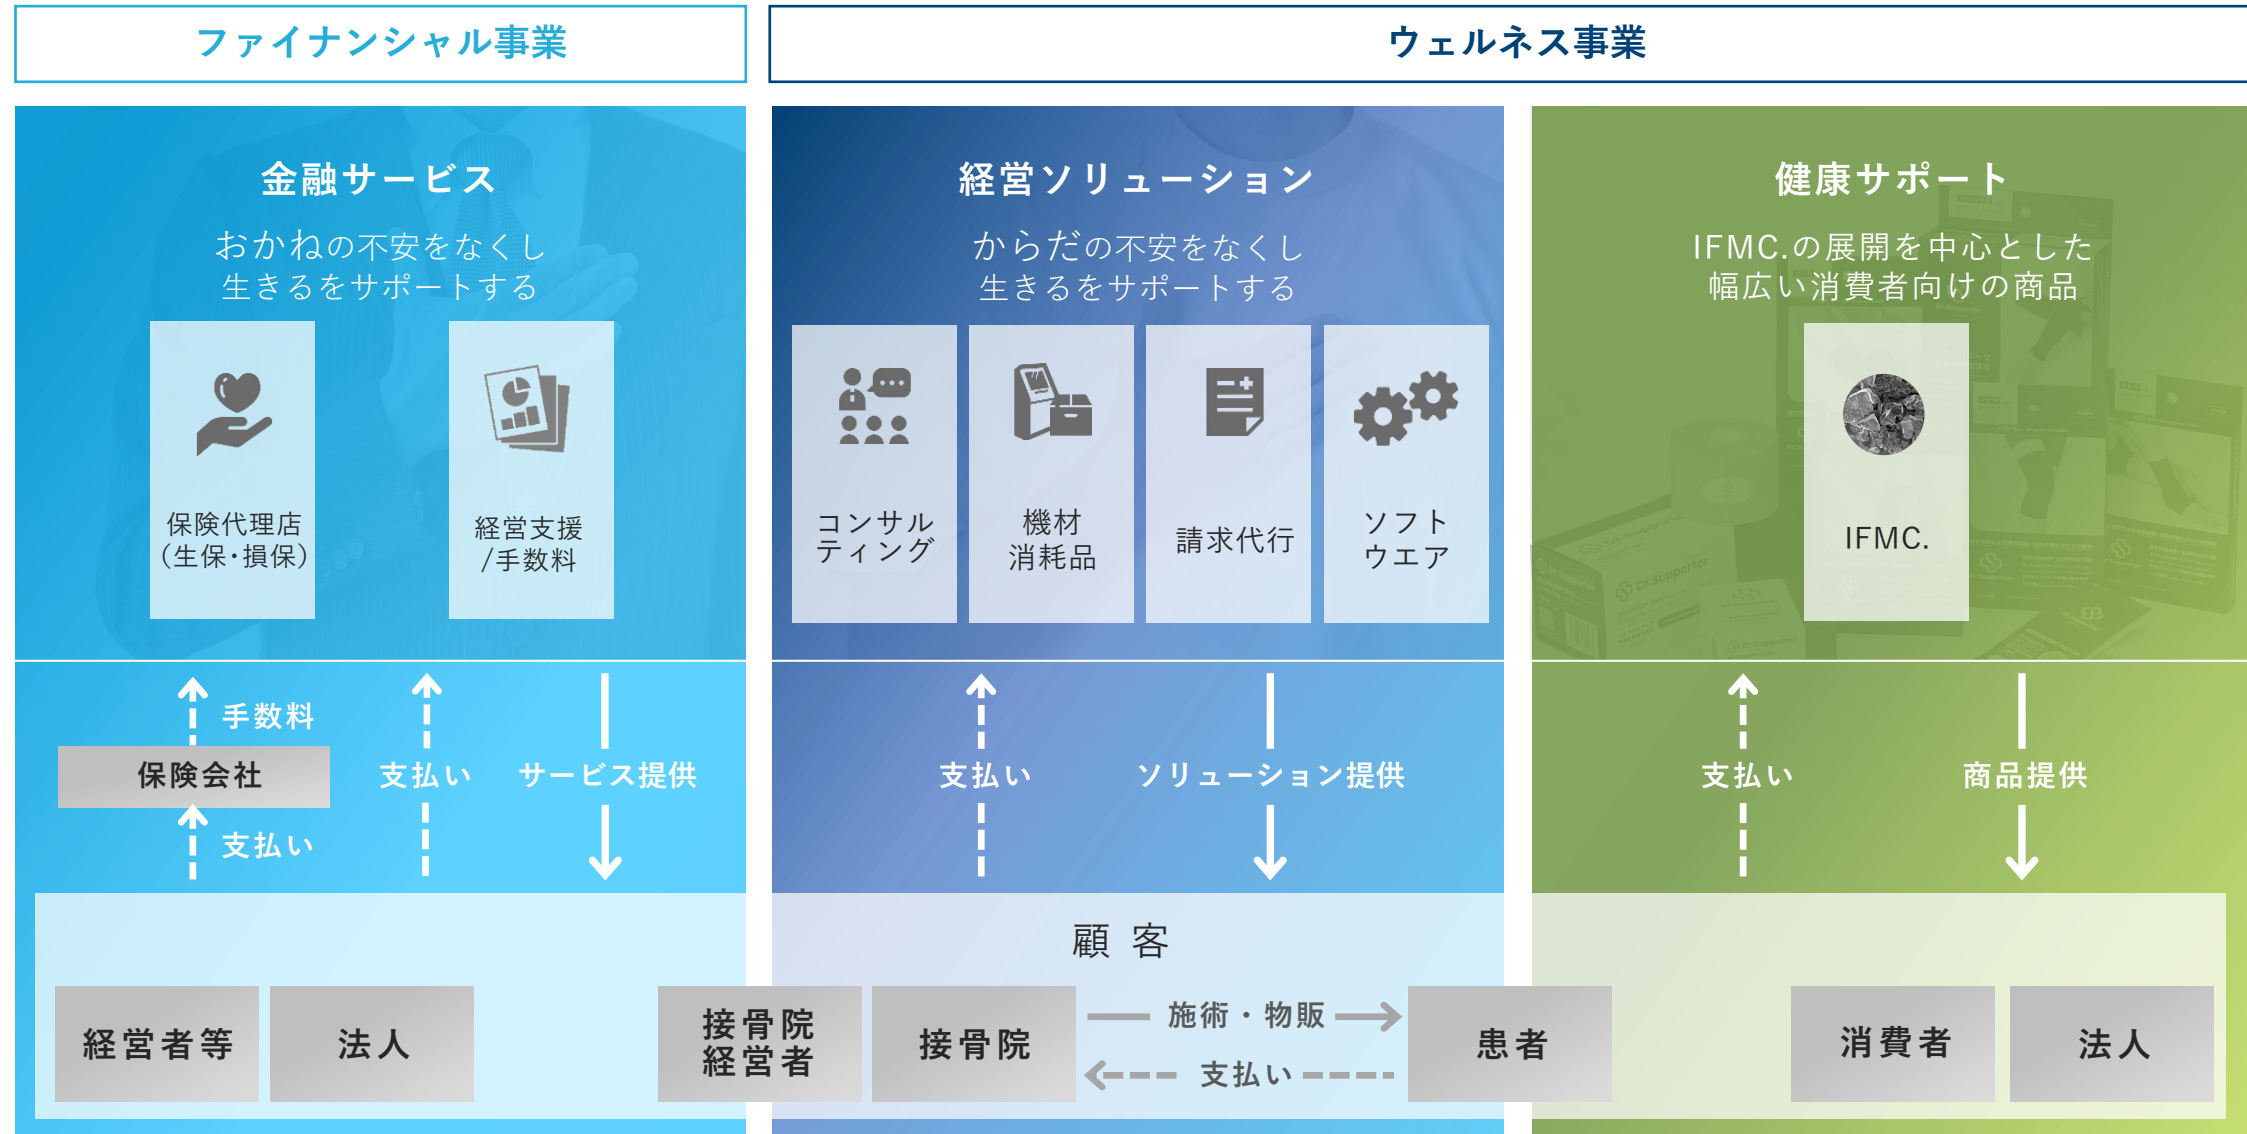 ファイナンシャル事業
ウェルネス事業
金融サービス
おかねの不安をなくし
生きるをサポートする
保険代理店
(生保･損保)
経営支援
/手数料
経営ソリューション
からだの不安をなくし
生きるをサポートする
コンサル
ティング
機材
消耗品
請求代行
ソフト
ウエア
健康サポート
IFMC.の展開を中心とした
幅広い消費者向けの商品
IFMC.
Dr.Supporter
Dr.Supporter
手数料
保険会社
支払い
支払い
サービス提供
支払い
ソリューション提供
支払い
商品提供
顧客
経営者等
法人
接骨院
経営者
接骨院
施術・物販
支払い
患者
消費者
法人